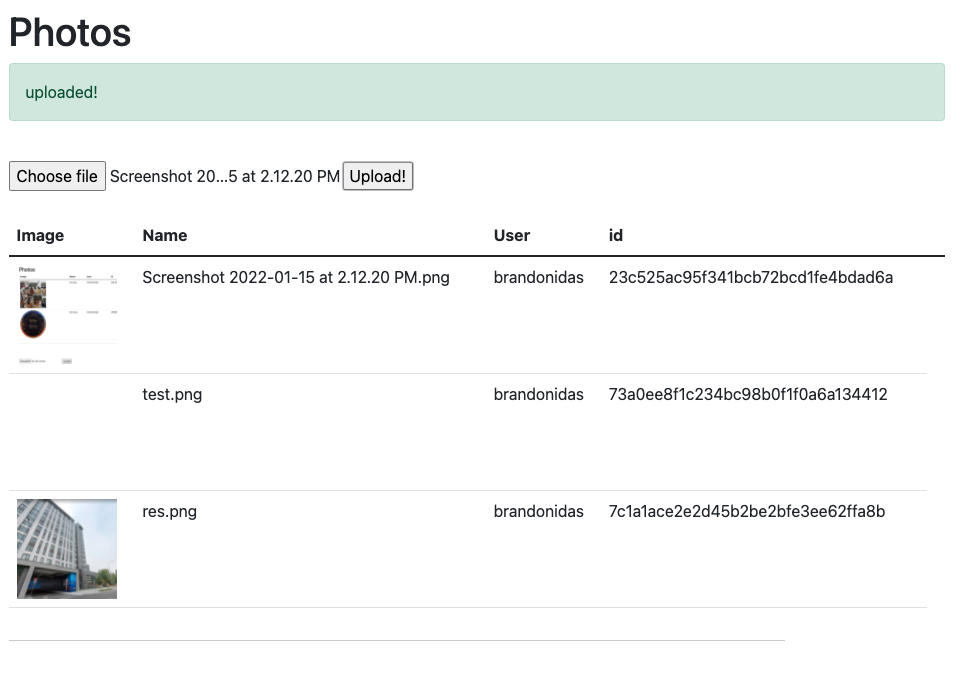 Photos
uploaded!
Choose file Screenshot 20...5 at 2.12.20 PM Upload!
Image Name User id
Photos
Screenshot 2022-01-15 at 2.12.20 PM.png brandonidas 23c525ac95f341bcb72bcd1fe4bdad6a
test.png brandonidas 73a0ee8f1c234bc98b0f1f0a6a134412
res.png brandonidas 7c1a1ace2e2d45b2be2bfe3ee62ffa8b